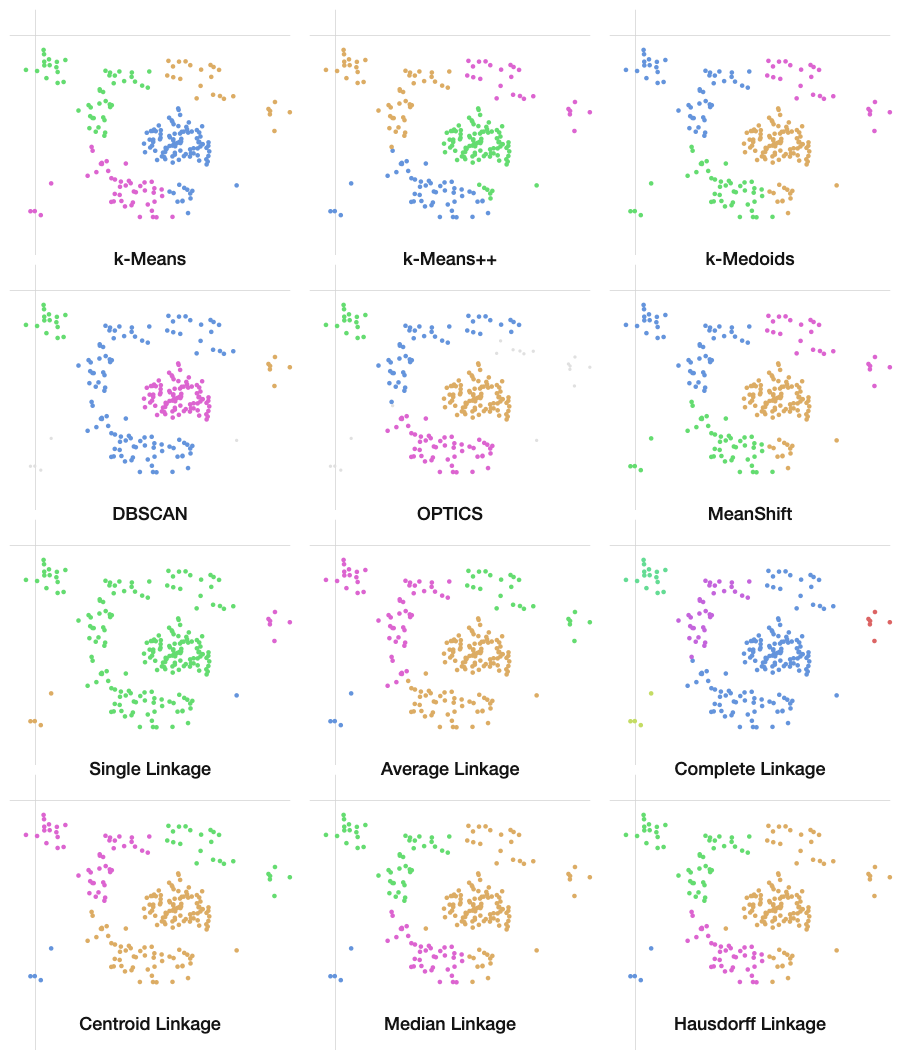 k-Means
k-Means++
k-Medoids
DBSCAN
OPTICS
MeanShift
Single Linkage
Average Linkage
Complete Linkage
Centroid Linkage
Median Linkage
Hausdorff Linkage